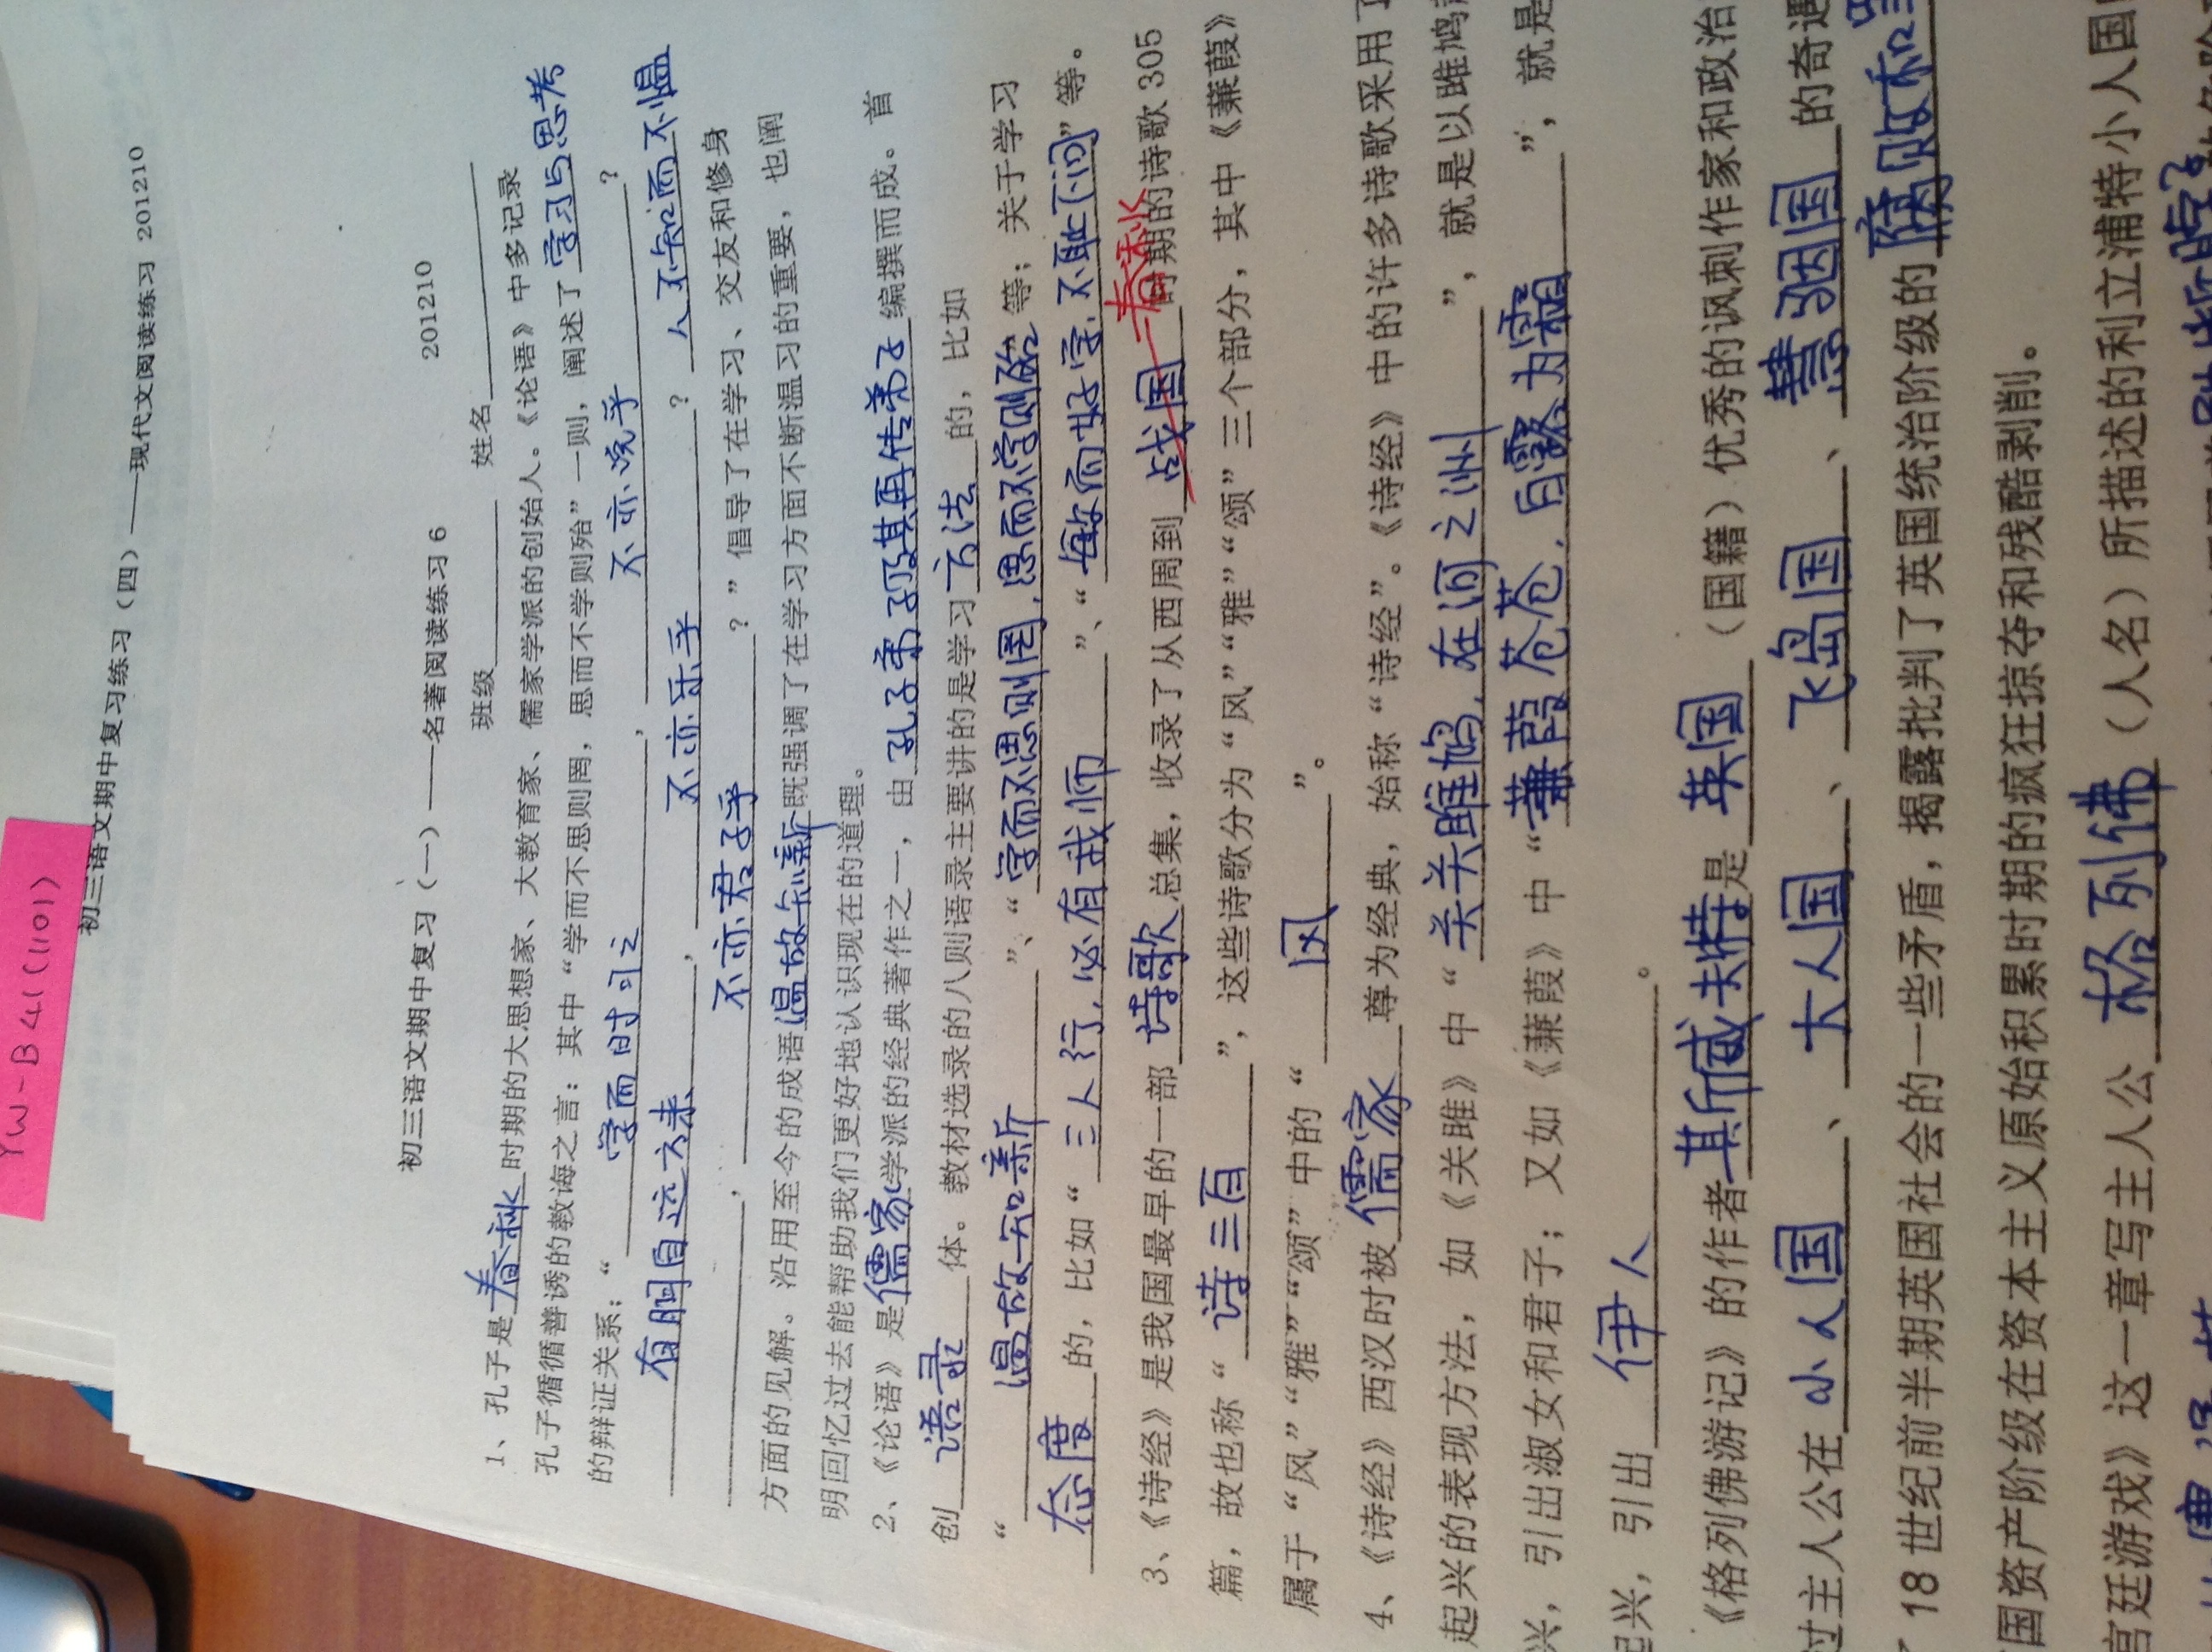 YW-B41(1101)
初三语文期中复习练习（四）——现代文阅读练习 201210
初三语文期中复习（一）——名著阅读练习 6 201210
班级 姓名
1、孔子是春秋时期的大思想家、大教育家、儒家学派的创始人。《论语》中多记录
孔子循循善诱的教诲之言：其中“学而不思则罔，思而不学则殆”一则，阐述了学习与思考
的辩证关系；“学而时习之，不亦说乎？
有朋自远方来，不亦乐乎？人不知而不愠
，不亦君子乎？”倡导了在学习、交友和修身
方面的见解。沿用至今的成语温故知新既强调了在学习方面不断温习的重要，也阐
明回忆过去能帮助我们更好地认识现在的道理。
2、《论语》是儒家学派的经典著作之一，由孔子弟子及其再传弟子编撰而成。首
创语录体。教材选录的八则语录主要讲的是学习方法的，比如
“温故知新”、“学而不思则罔，思而不学则殆等；关于学习
态度的，比如“三人行，必有我师”、“敏而好学，不耻下问”等。
3、《诗经》是我国最早的一部诗歌总集，收录了从西周到战国春秋时期的诗歌 305
篇，故也称“诗三百”，这些诗歌分为“风”“雅”“颂”三个部分，其中《蒹葭》
属于“风”“雅”“颂”中的“风”。
4、《诗经》西汉时被儒家尊为经典，始称“诗经”。《诗经》中的许多诗歌采用了
起兴的表现方法，如《关雎》中“关关雎鸠，在河之洲”，就是以雎鸠
兴，引出淑女和君子；又如《蒹葭》中“蒹葭苍苍，白露为霜”，就是
起兴，引出伊人。
《格列佛游记》的作者斯威夫特是英国（国籍）优秀的讽刺作家和政治
过主人公在小人国、大人国、飞岛国、慧骃国的奇遇
了 18 世纪前半期英国社会的一些矛盾，揭露批判了英国统治阶级的腐败和
国资产阶级在资本主义原始积累时期的疯狂掠夺和残酷剥削。
宫廷游戏》这一章写主人公格列佛（人名）所描述的利立浦特小人国